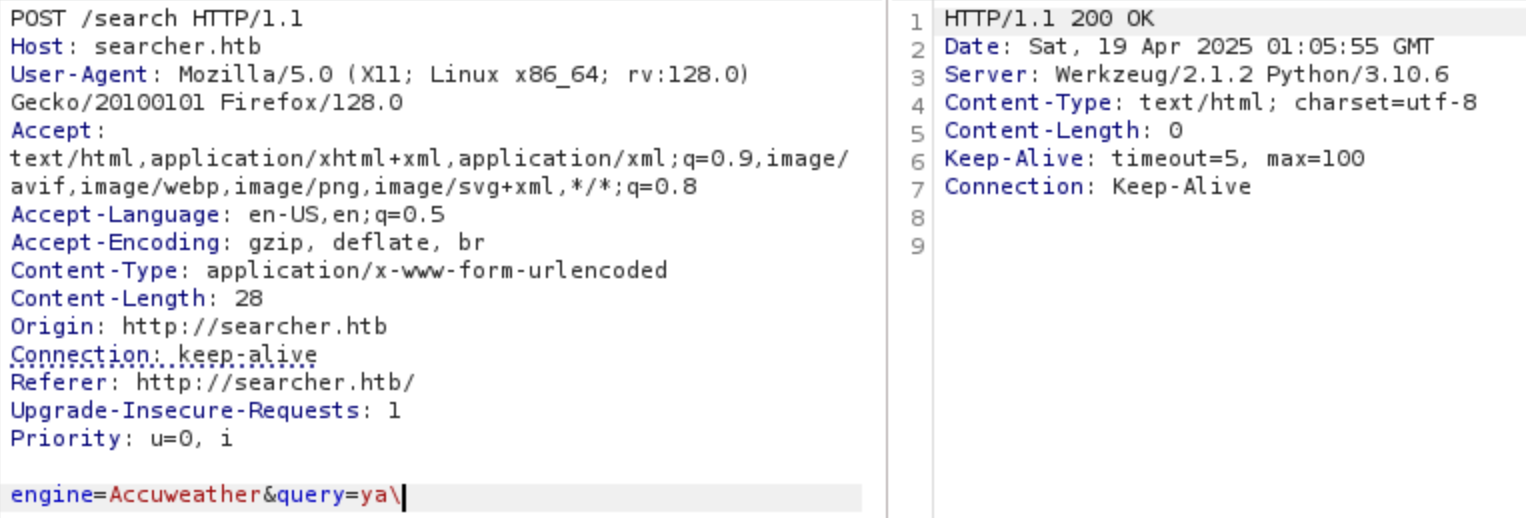 POST /search HTTP/1.1
Host: searcher.htb
User-Agent: Mozilla/5.0 (X11; Linux x86_64; rv:128.0)
Gecko/20100101 Firefox/128.0
Accept:
text/html,application/xhtml+xml,application/xml;q=0.9,image/
avif,image/webp,image/png,image/svg+xml,*/*;q=0.8
Accept-Language: en-US,en;q=0.5
Accept-Encoding: gzip, deflate, br
Content-Type: application/x-www-form-urlencoded
Content-Length: 28
Origin: http://searcher.htb
Connection: keep-alive
Referer: http://searcher.htb/
Upgrade-Insecure-Requests: 1
Priority: u=0, i
engine=Accuweather&query=ya\
1 HTTP/1.1 200 OK
2 Date: Sat, 19 Apr 2025 01:05:55 GMT
3 Server: Werkzeug/2.1.2 Python/3.10.6
4 Content-Type: text/html; charset=utf-8
5 Content-Length: 0
6 Keep-Alive: timeout=5, max=100
7 Connection: Keep-Alive
8
9